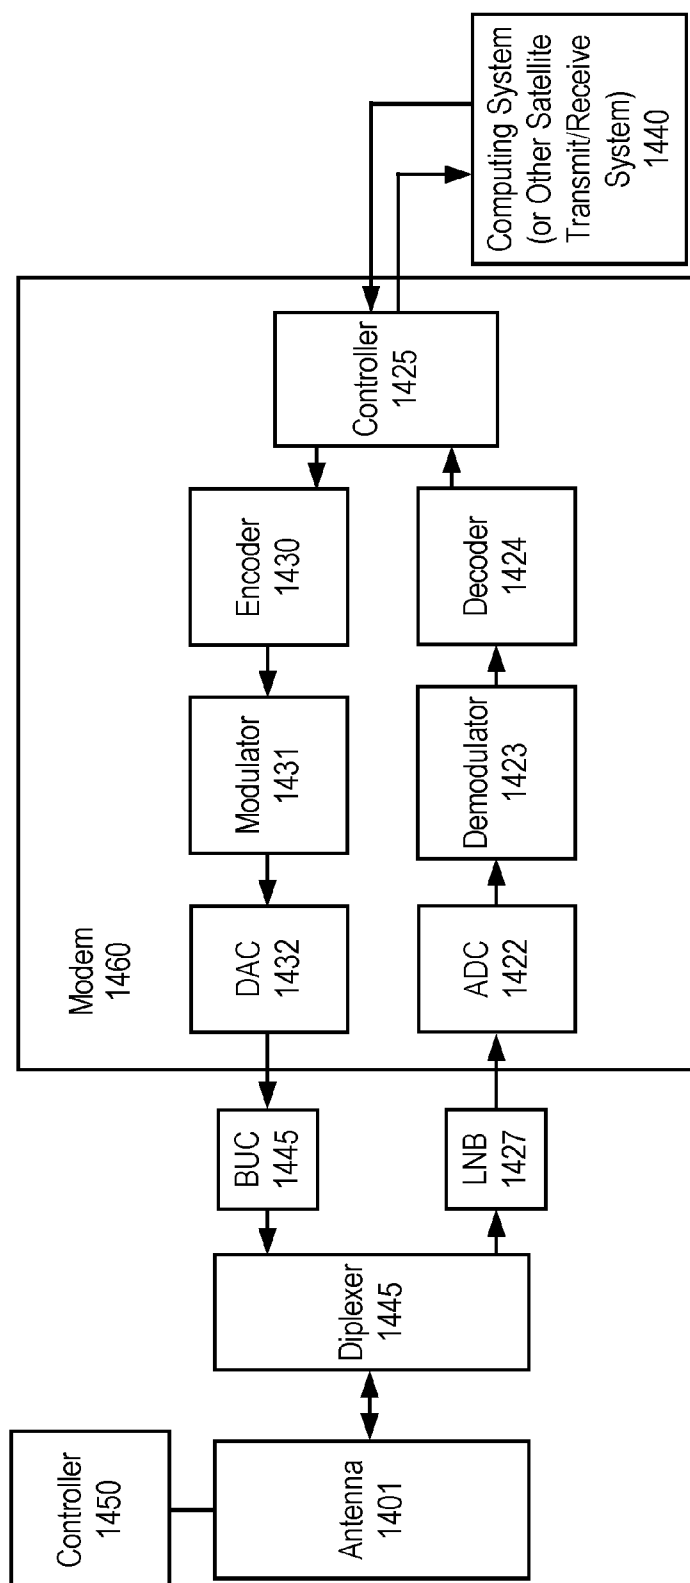 Controller
1450
Antenna
1401
Diplexer
1445
BUC
1445
LNB
1427
Modem
1460
DAC
1432
Modulator
1431
Encoder
1430
ADC
1422
Demodulator
1423
Decoder
1424
Controller
1425
Computing System
(or Other Satellite
Transmit/Receive
System)
1440